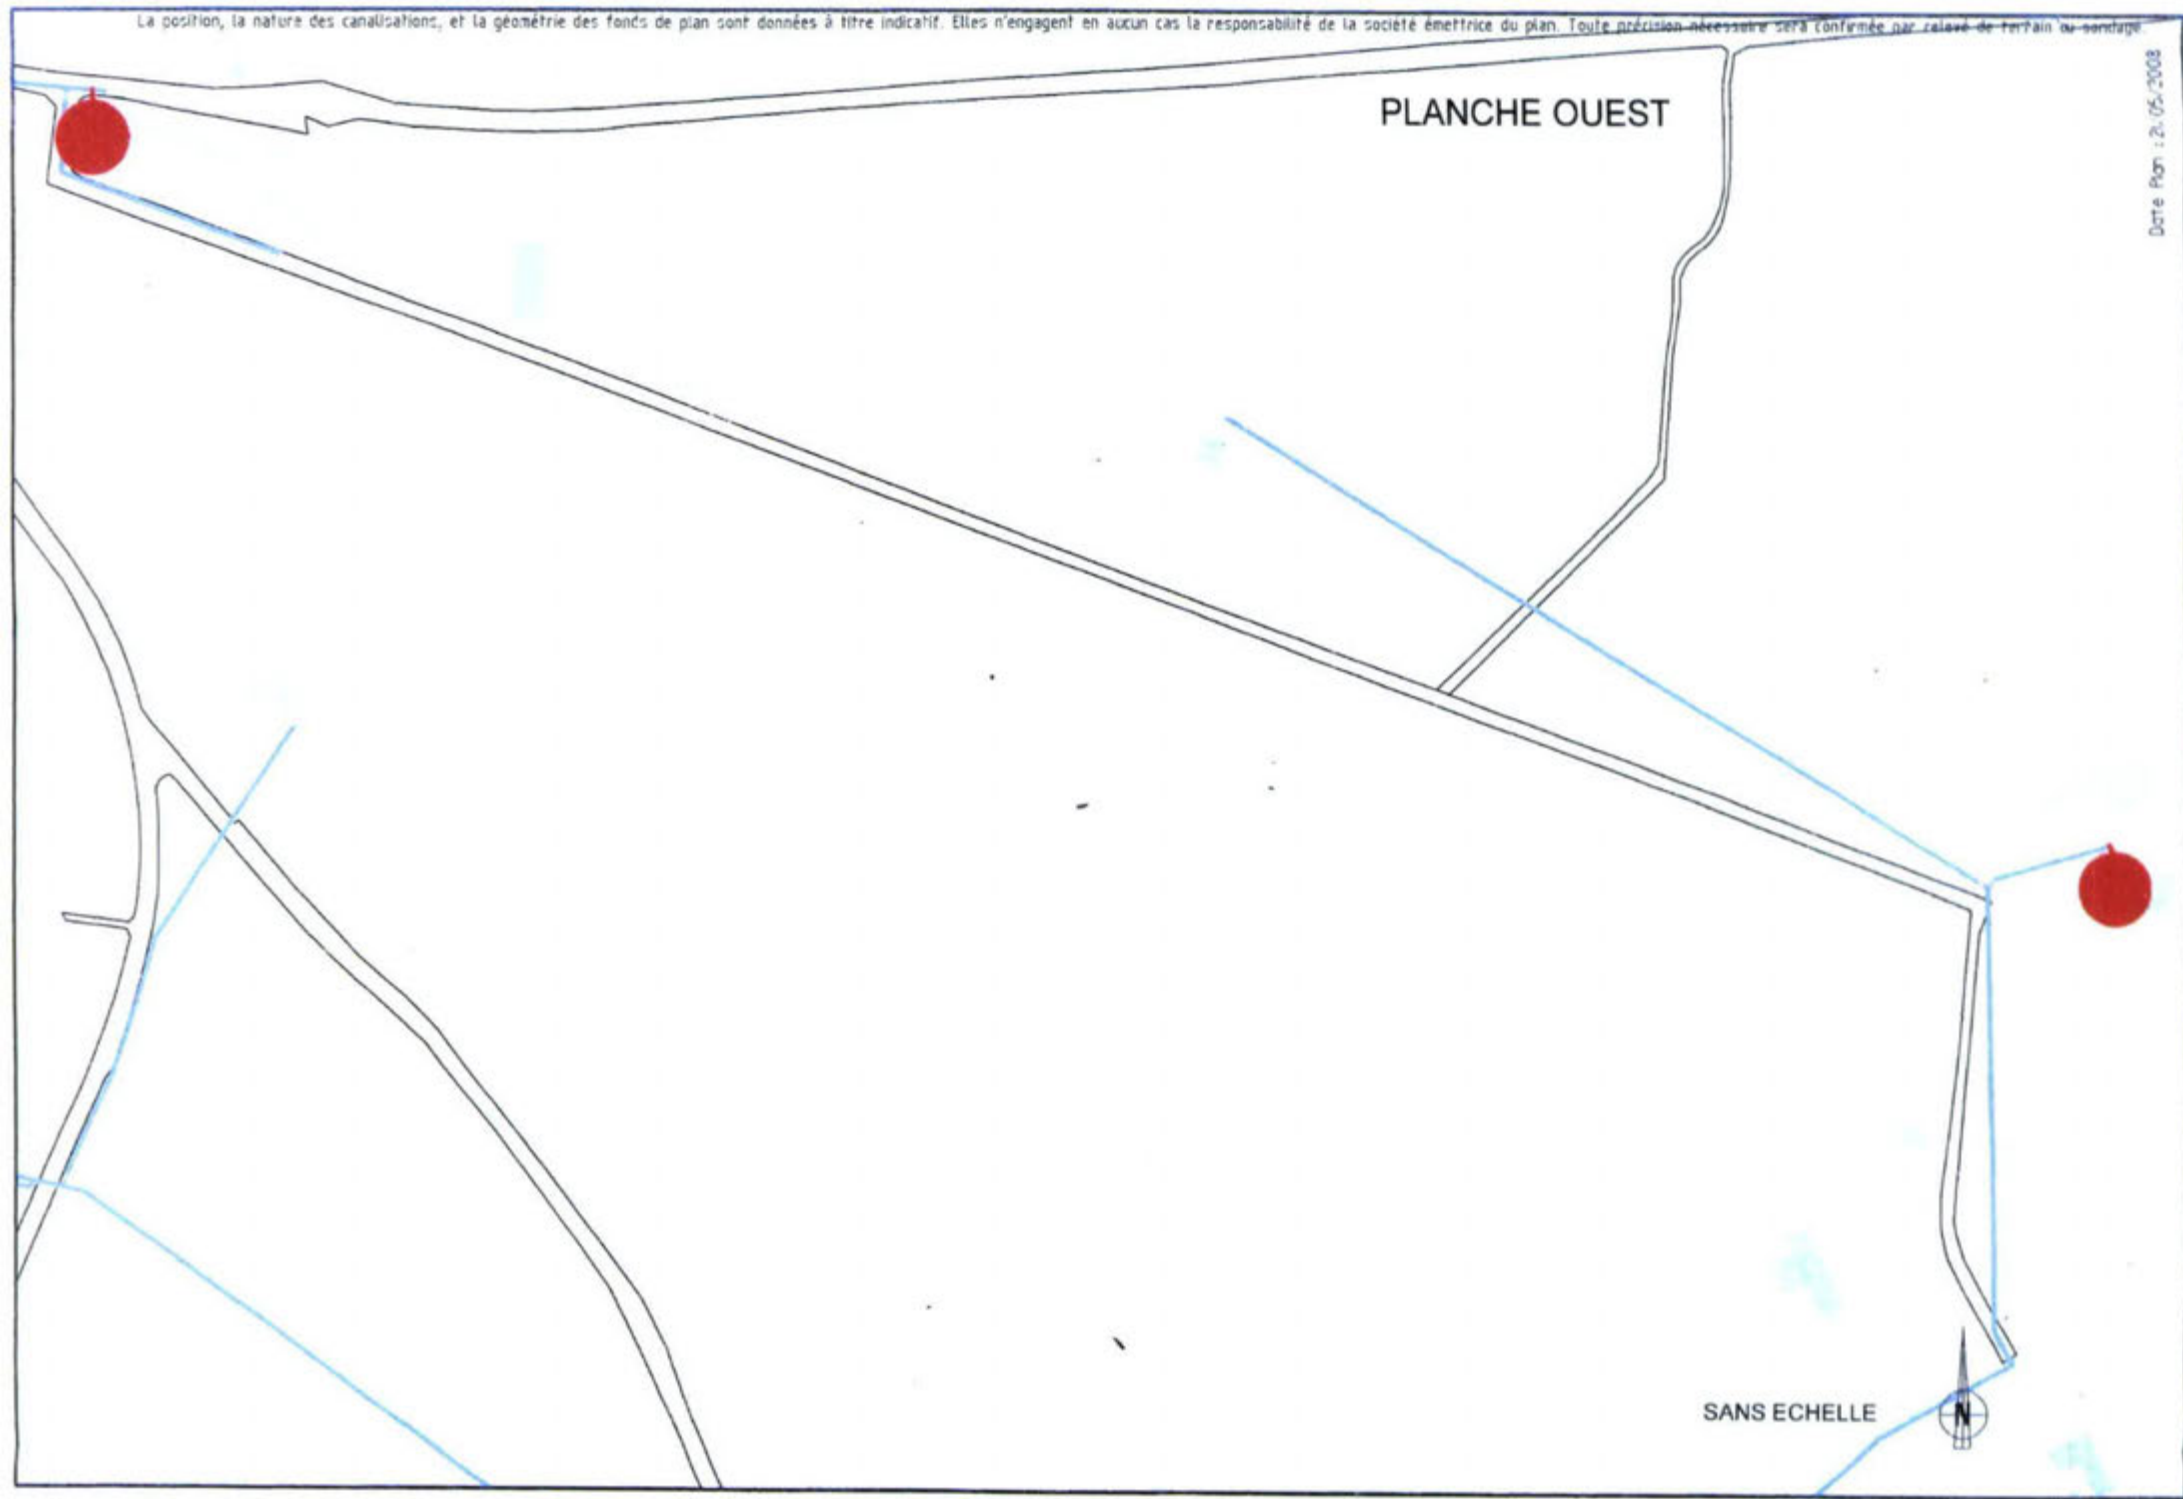 La position, la nature des canalisations, et la géométrie des fonds de plan sont données à titre indicatif. Elles n'engagent en aucun cas la responsabilité de la société émettrice du plan. Toute précision nécessaire sera confirmée par relevé de terrain ou sondage.
PLANCHE OUEST
Date Plan :
SANS ECHELLE
N